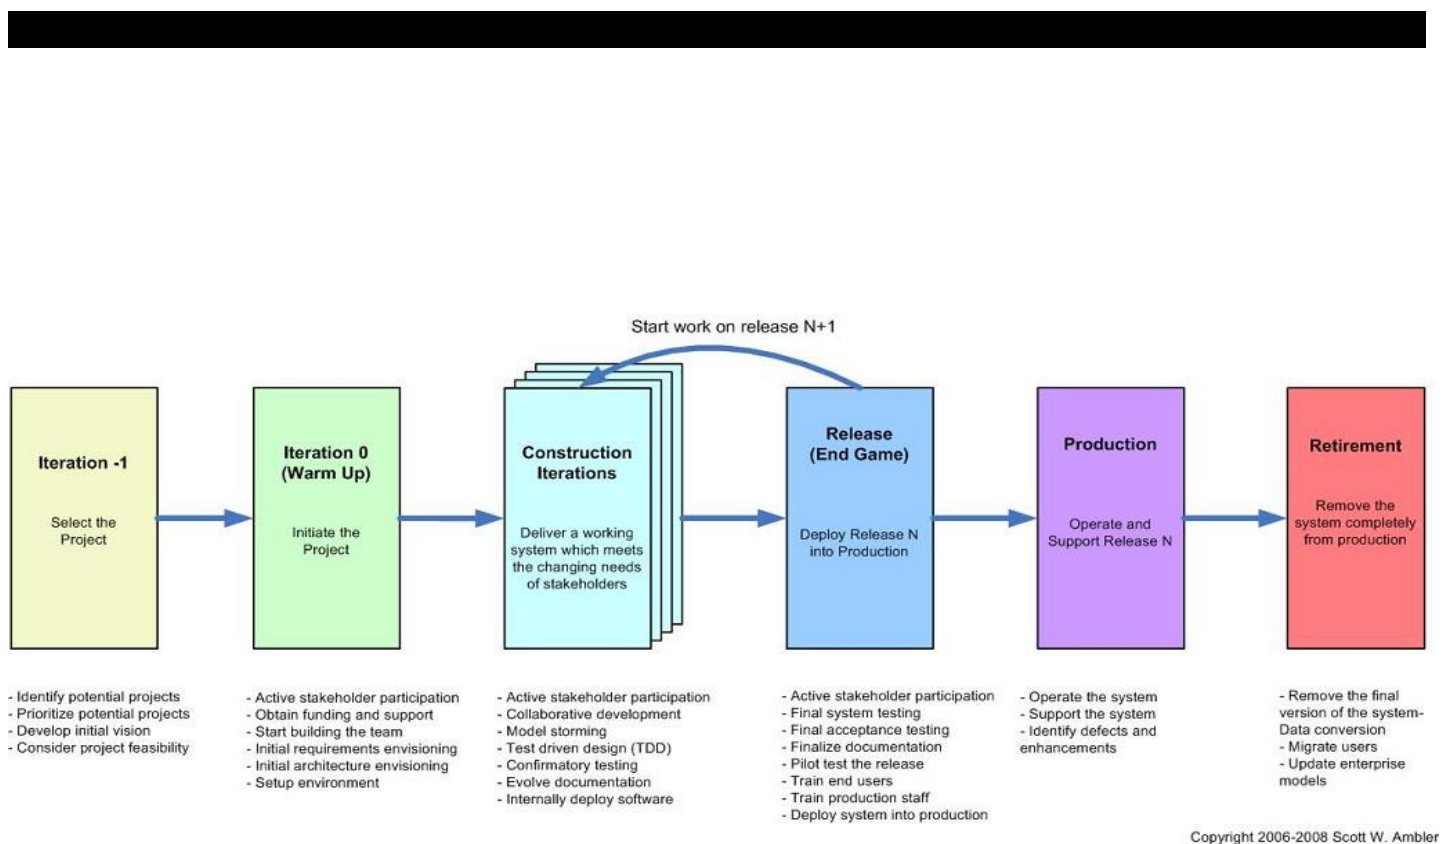 Start work on release N+1
Iteration -1
Select the
Project
Iteration 0
(Warm Up)
Initiate the
Project
Construction
Iterations
Deliver a working
system which meets
the changing needs
of stakeholders
Release
(End Game)
Deploy Release N
into Production
Production
Operate and
Support Release N
Retirement
Remove the
system completely
from production
- Identify potential projects
- Prioritize potential projects
- Develop initial vision
- Consider project feasibility
- Active stakeholder participation
- Obtain funding and support
- Start building the team
- Initial requirements envisioning
- Initial architecture envisioning
- Setup environment
- Active stakeholder participation
- Collaborative development
- Model storming
- Test driven design (TDD)
- Confirmatory testing
- Evolve documentation
- Internally deploy software
- Active stakeholder participation
- Final system testing
- Final acceptance testing
- Finalize documentation
- Pilot test the release
- Train end users
- Train production staff
- Deploy system into production
- Operate the system
- Support the system
- Identify defects and
enhancements
- Remove the final
version of the system-
Data conversion
- Migrate users
- Update enterprise
models
Copyright 2006-2008 Scott W. Ambler